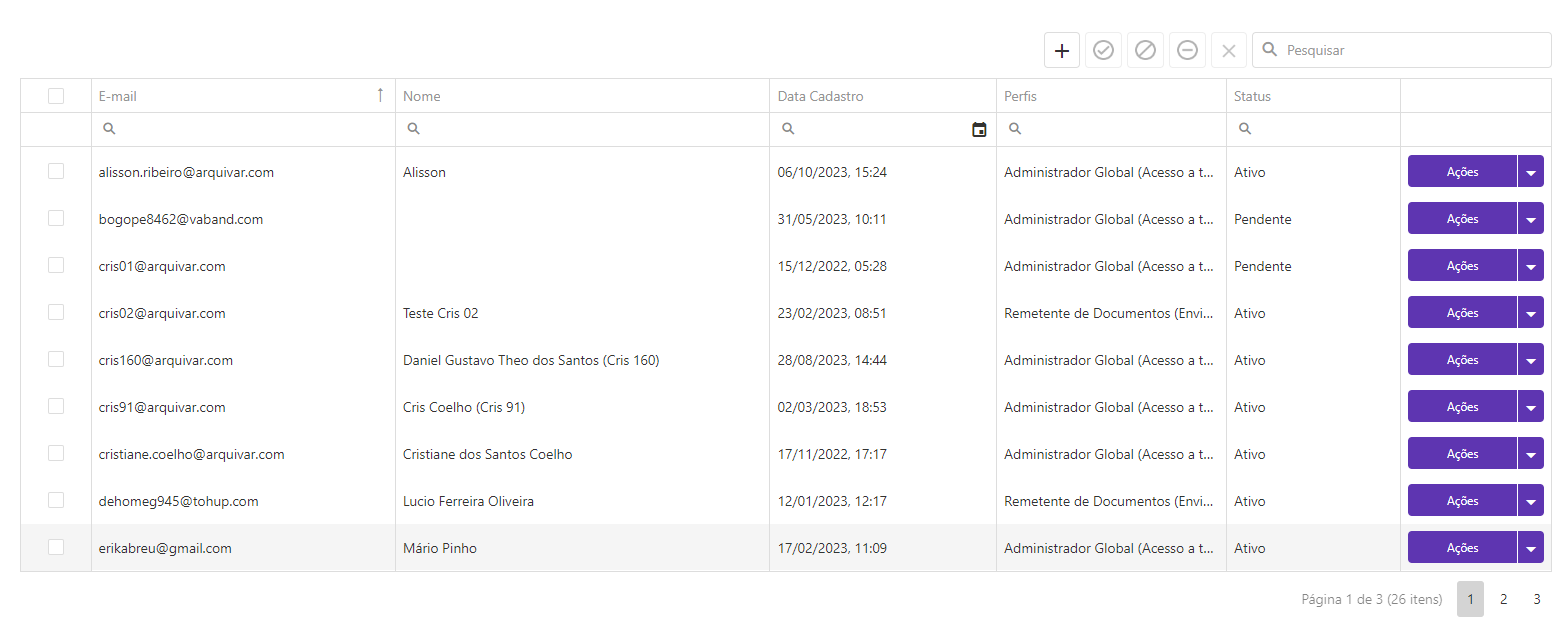 Pesquisar
E-mail Nome Data Cadastro Perfis Status
alisson.ribeiro@arquivar.com Alisson 06/10/2023, 15:24 Administrador Global (Acesso a t... Ativo Ações
bogope8462@vaband.com 31/05/2023, 10:11 Administrador Global (Acesso a t... Pendente Ações
cris01@arquivar.com 15/12/2022, 05:28 Administrador Global (Acesso a t... Pendente Ações
cris02@arquivar.com Teste Cris 02 23/02/2023, 08:51 Remetente de Documentos (Envi... Ativo Ações
cris160@arquivar.com Daniel Gustavo Theo dos Santos (Cris 160) 28/08/2023, 14:44 Administrador Global (Acesso a t... Ativo Ações
cris91@arquivar.com Cris Coelho (Cris 91) 02/03/2023, 18:53 Administrador Global (Acesso a t... Ativo Ações
cristiane.coelho@arquivar.com Cristiane dos Santos Coelho 17/11/2022, 17:17 Administrador Global (Acesso a t... Ativo Ações
dehomeg945@tohup.com Lucio Ferreira Oliveira 12/01/2023, 12:17 Remetente de Documentos (Envi... Ativo Ações
erikabreu@gmail.com Mário Pinho 17/02/2023, 11:09 Administrador Global (Acesso a t... Ativo Ações
Página 1 de 3 (26 itens) 1 2 3